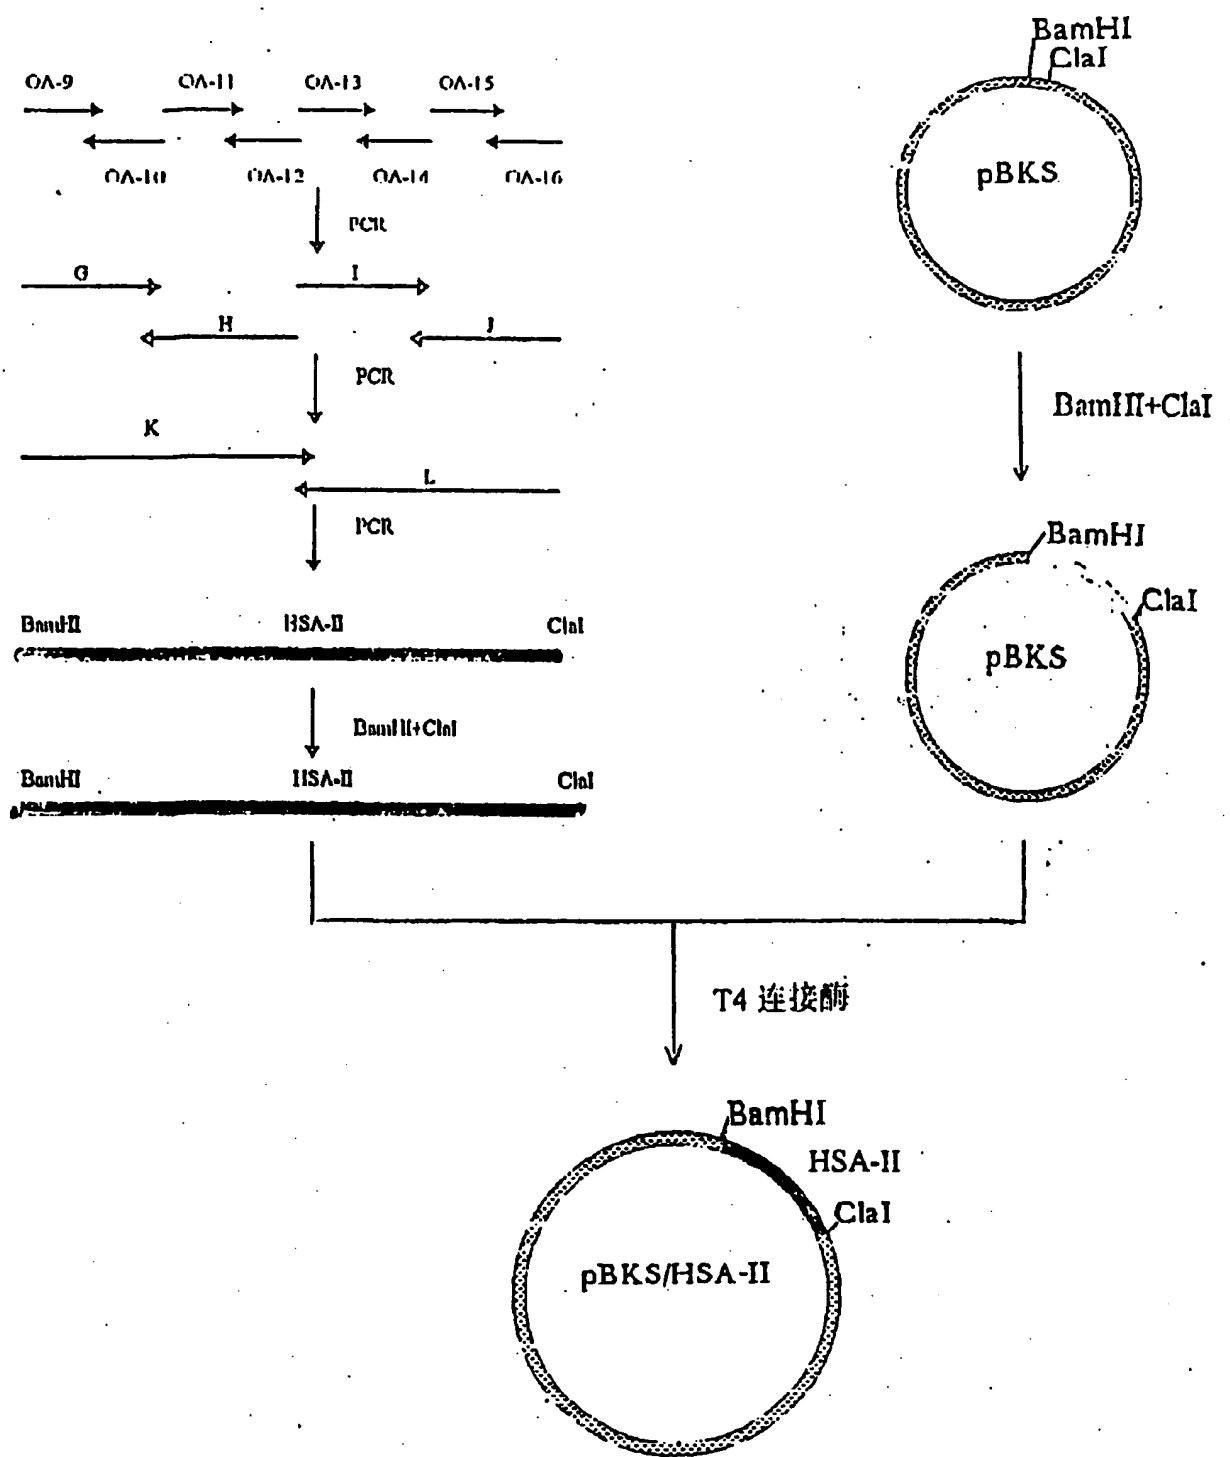 OA-9 OA-11 OA-13 OA-15
OA-10 OA-12 OA-14 OA-16
PCR
G I
H J
PCR
K
L
PCR
BamHI HSA-II ClaI
BamHI+ClaI
BamHI HSA-II ClaI
BamHI
ClaI
pBKS
BamHI+ClaI
BamHI
ClaI
pBKS
T4 连接酶
BamHI
HSA-II
ClaI
pBKS/HSA-II